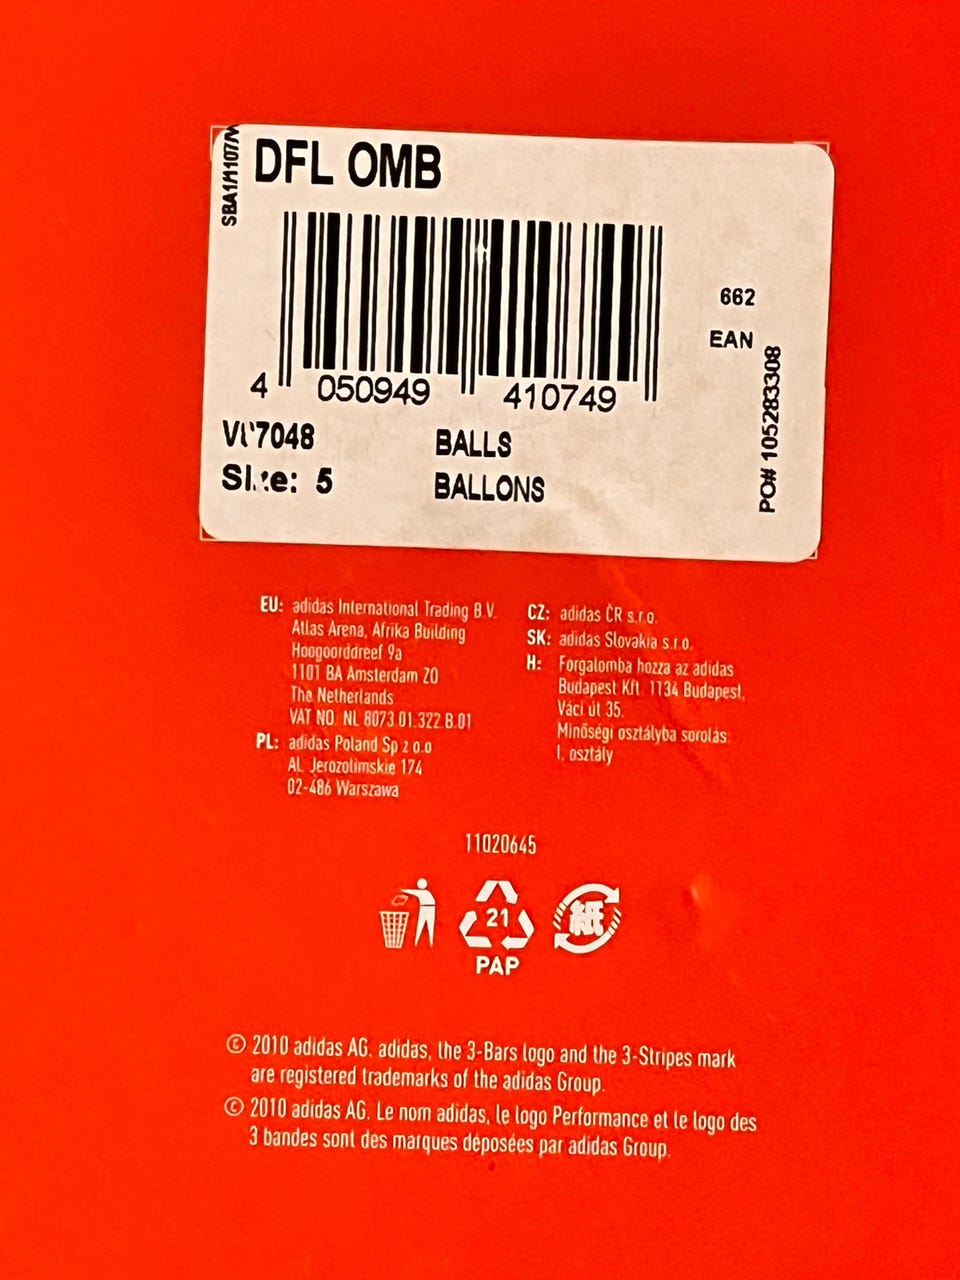 SBA1/1107/V
DFL OMB
662
EAN
4 050949 410749
PO# 105283308
7048 BALLS
Size: 5 BALLONS
EU: adidas International Trading B.V.
Atlas Arena, Afrika Building
Hoogoorddreef 9a
1101 BA Amsterdam ZO
The Netherlands
VAT NO. NL 8073.01.322.B.01
PL: adidas Poland Sp z o.o
Al. Jerozolimskie 174
02-486 Warszawa
CZ: adidas ČR s.r.o.
SK: adidas Slovakia s.r.o.
H: Forgalomba hozza az adidas
Budapest Kft. 1134 Budapest,
Váci út 35.
Minőségi osztályba sorolás:
I. osztály
11020645
21
紙
PAP
© 2010 adidas AG. adidas, the 3-Bars logo and the 3-Stripes mark
are registered trademarks of the adidas Group.
© 2010 adidas AG. Le nom adidas, le logo Performance et le logo des
3 bandes sont des marques déposées par adidas Group.